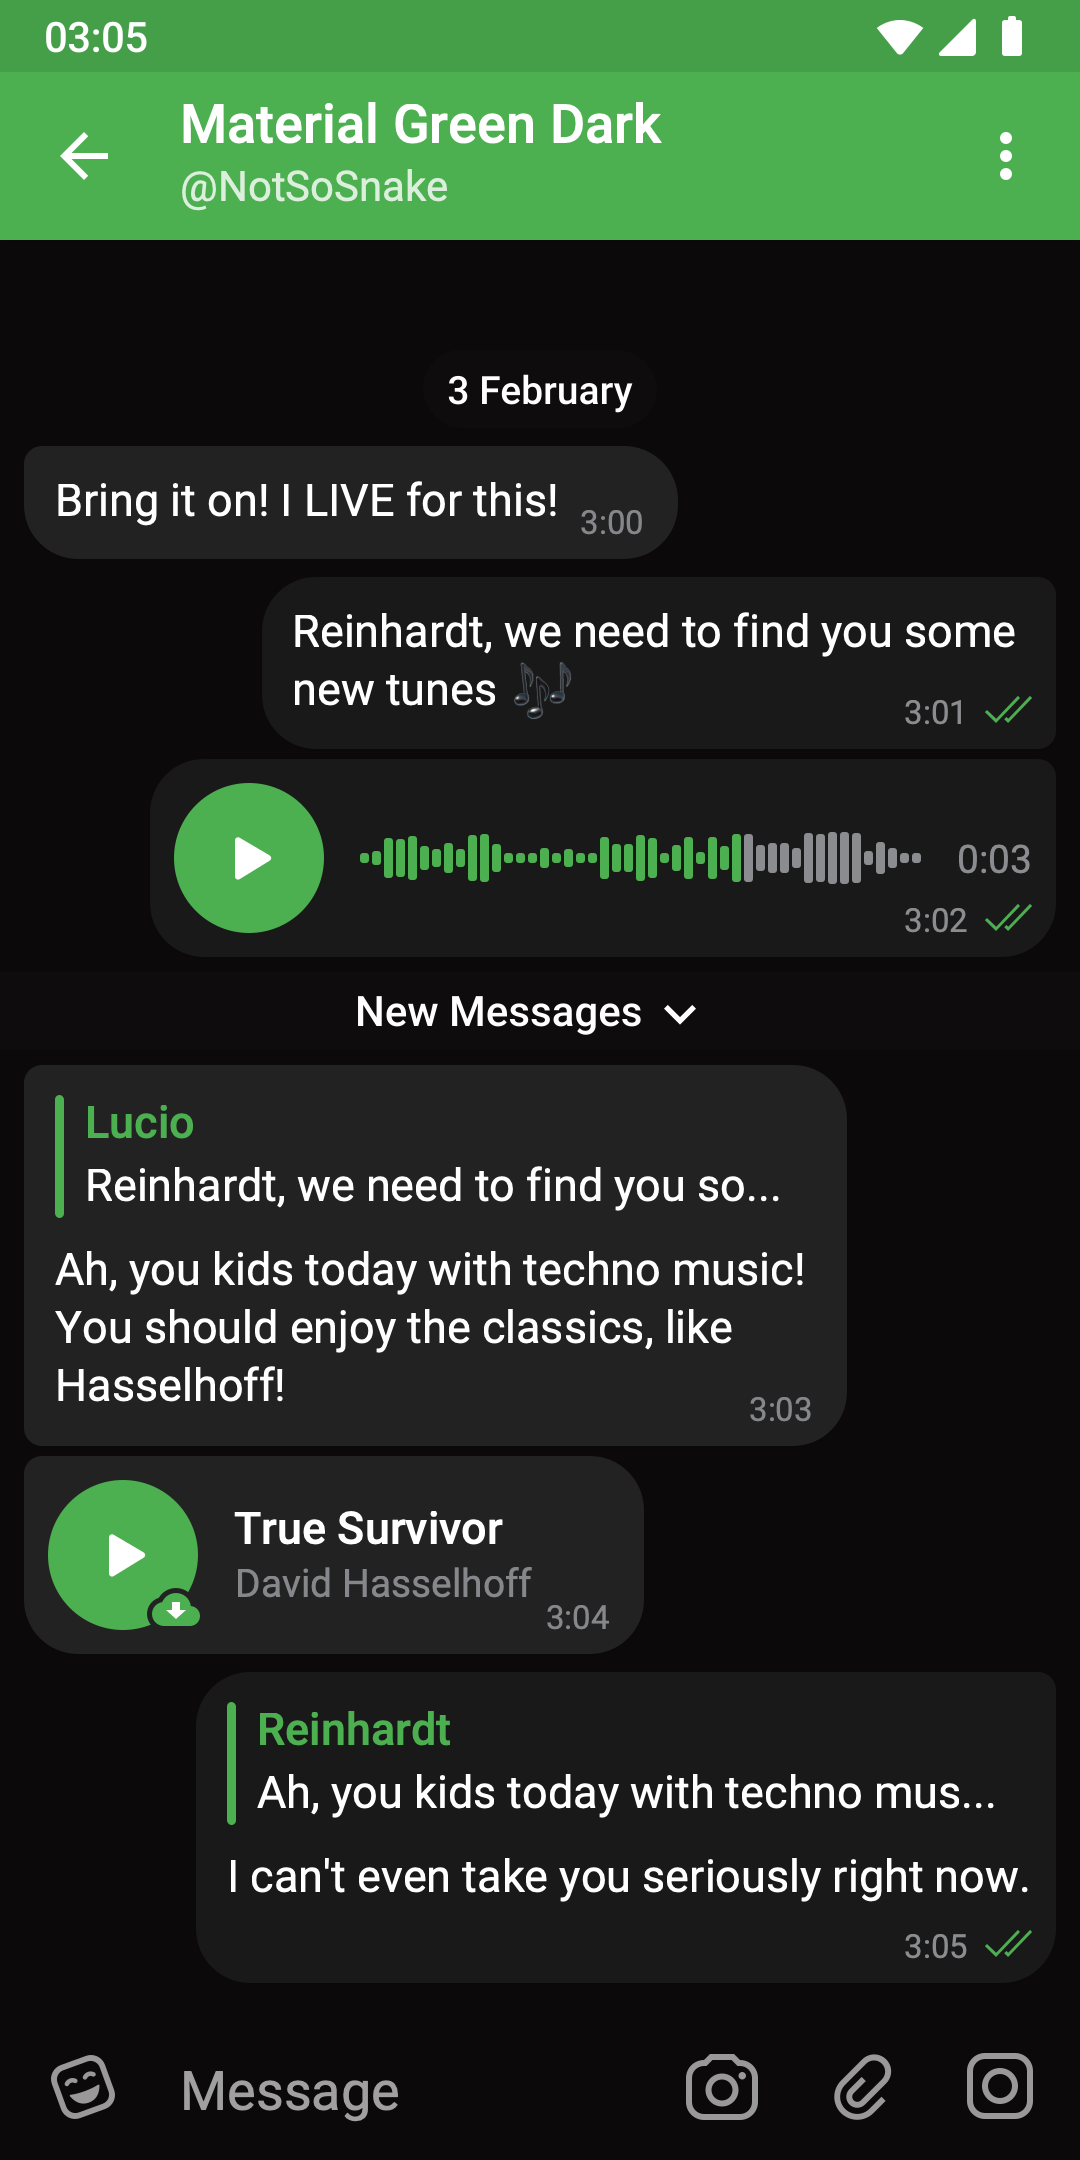 03:05
Material Green Dark
@NotSoSnake
3 February
Bring it on! I LIVE for this!
3:00
Reinhardt, we need to find you some
new tunes 🎶
3:01
0:03
3:02
New Messages
Lucio
Reinhardt, we need to find you so...
Ah, you kids today with techno music!
You should enjoy the classics, like
Hasselhoff!
3:03
True Survivor
David Hasselhoff
3:04
Reinhardt
Ah, you kids today with techno mus...
I can't even take you seriously right now.
3:05
Message